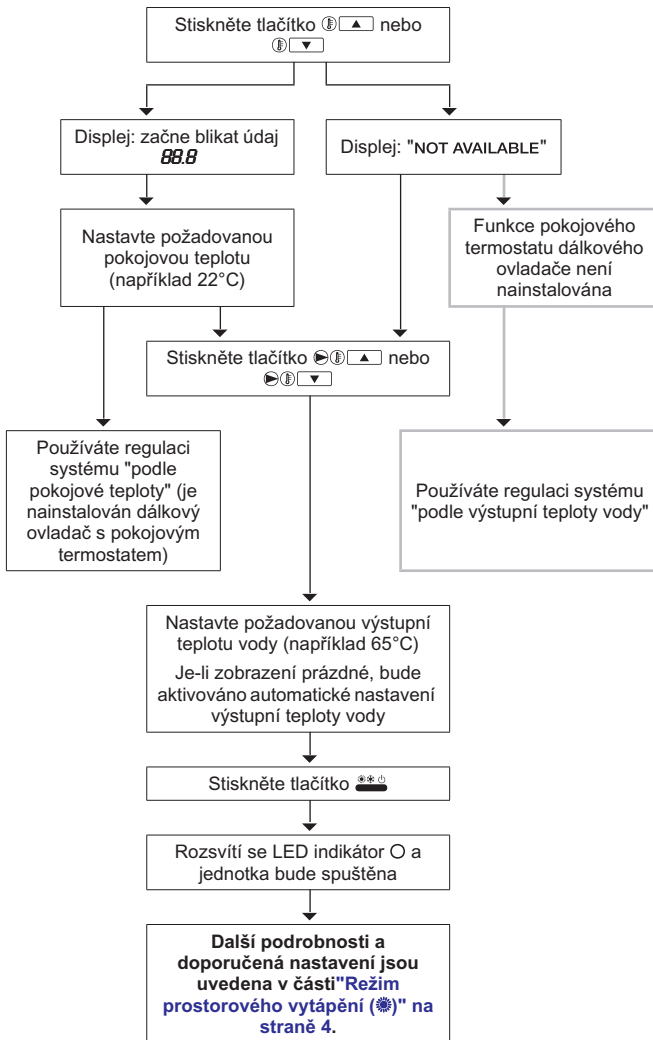 Stiskněte tlačítko ▲ nebo
▼
Displej: začne blikat údaj
88.8
Displej: "NOT AVAILABLE"
Nastavte požadovanou
pokojovou teplotu
(například 22°C)
Funkce pokojového
termostatu dálkového
ovladače není
nainstalována
Stiskněte tlačítko ▲ nebo
▼
Používáte regulaci
systému "podle
pokojové teploty" (je
nainstalován dálkový
ovladač s pokojovým
termostatem)
Používáte regulaci systému
"podle výstupní teploty vody"
Nastavte požadovanou výstupní
teplotu vody (například 65°C)
Je-li zobrazení prázdné, bude
aktivováno automatické nastavení
výstupní teploty vody
Stiskněte tlačítko
Rozsvítí se LED indikátor O a
jednotka bude spuštěna
Další podrobnosti a
doporučená nastavení jsou
uvedena v části"Režim
prostorového vytápění (☀)" na
straně 4.